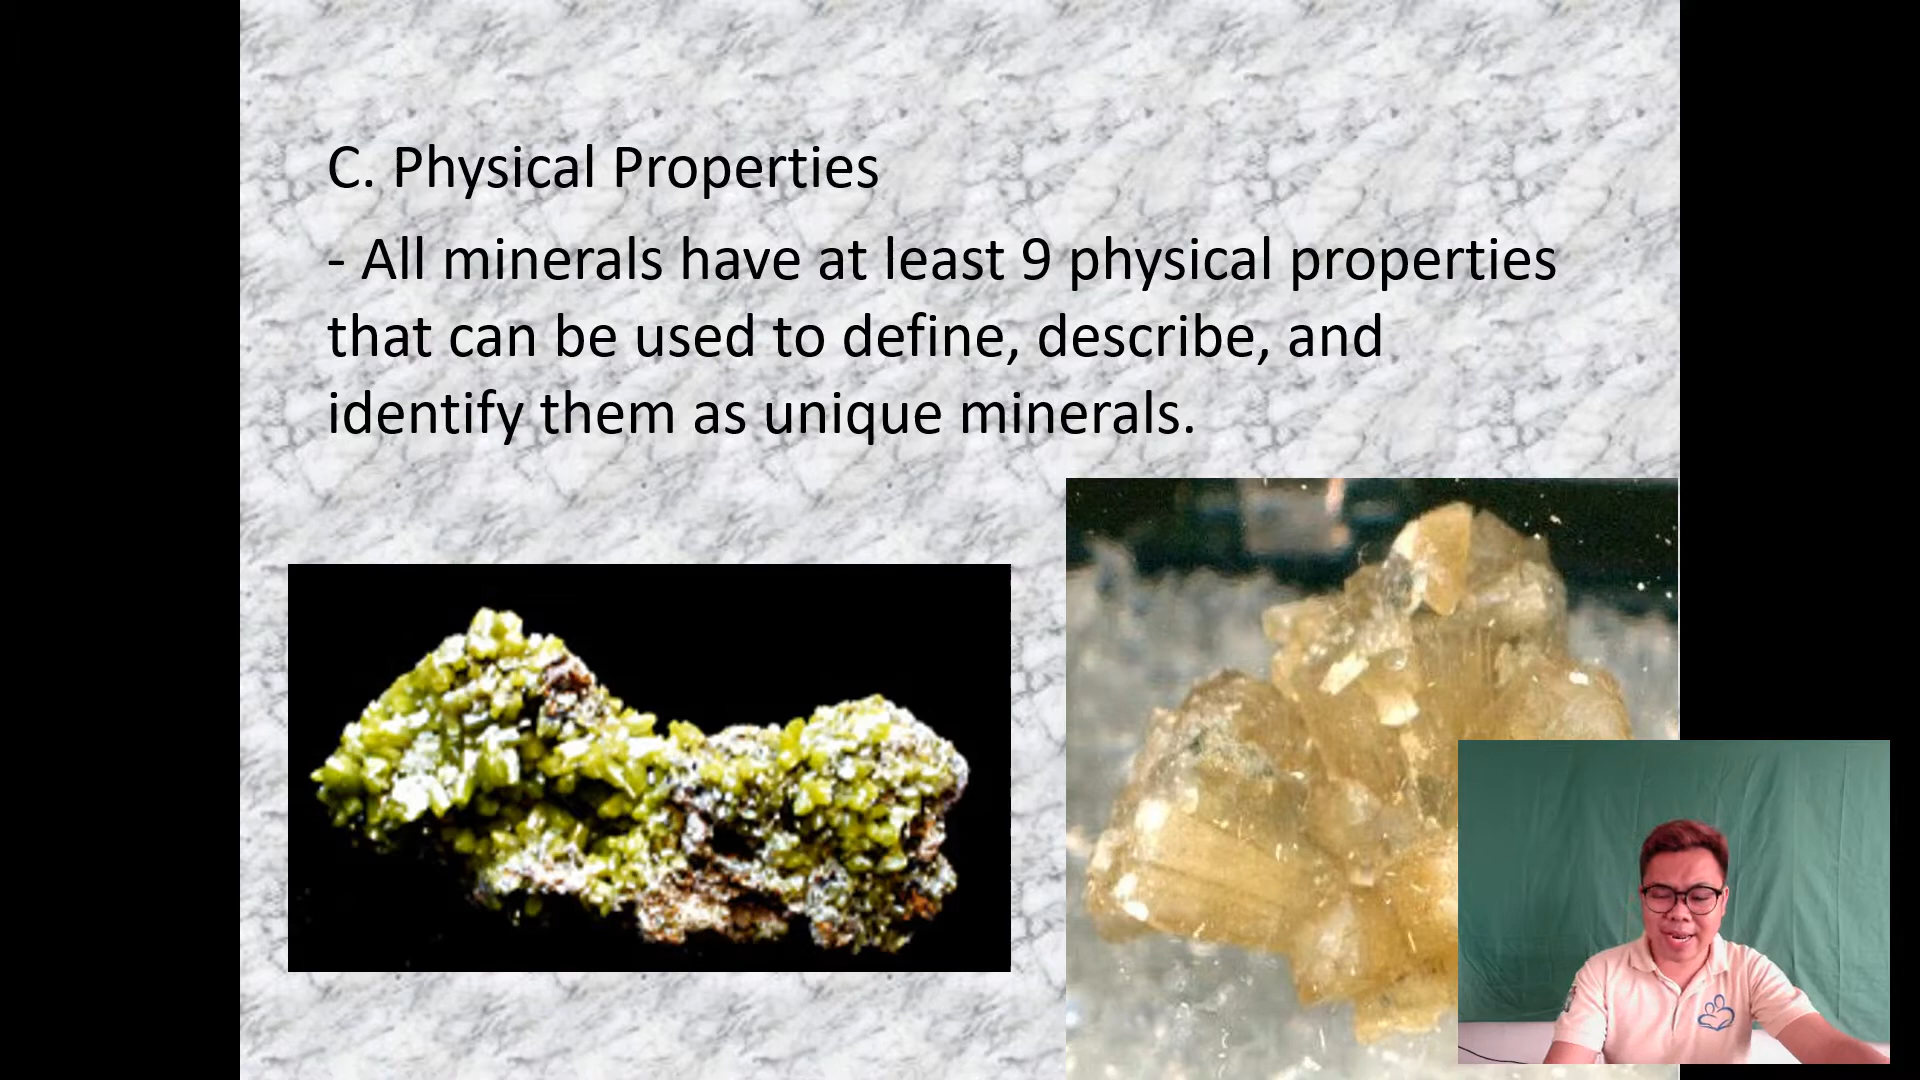 C. Physical Properties
- All minerals have at least 9 physical properties
that can be used to define, describe, and
identify them as unique minerals.